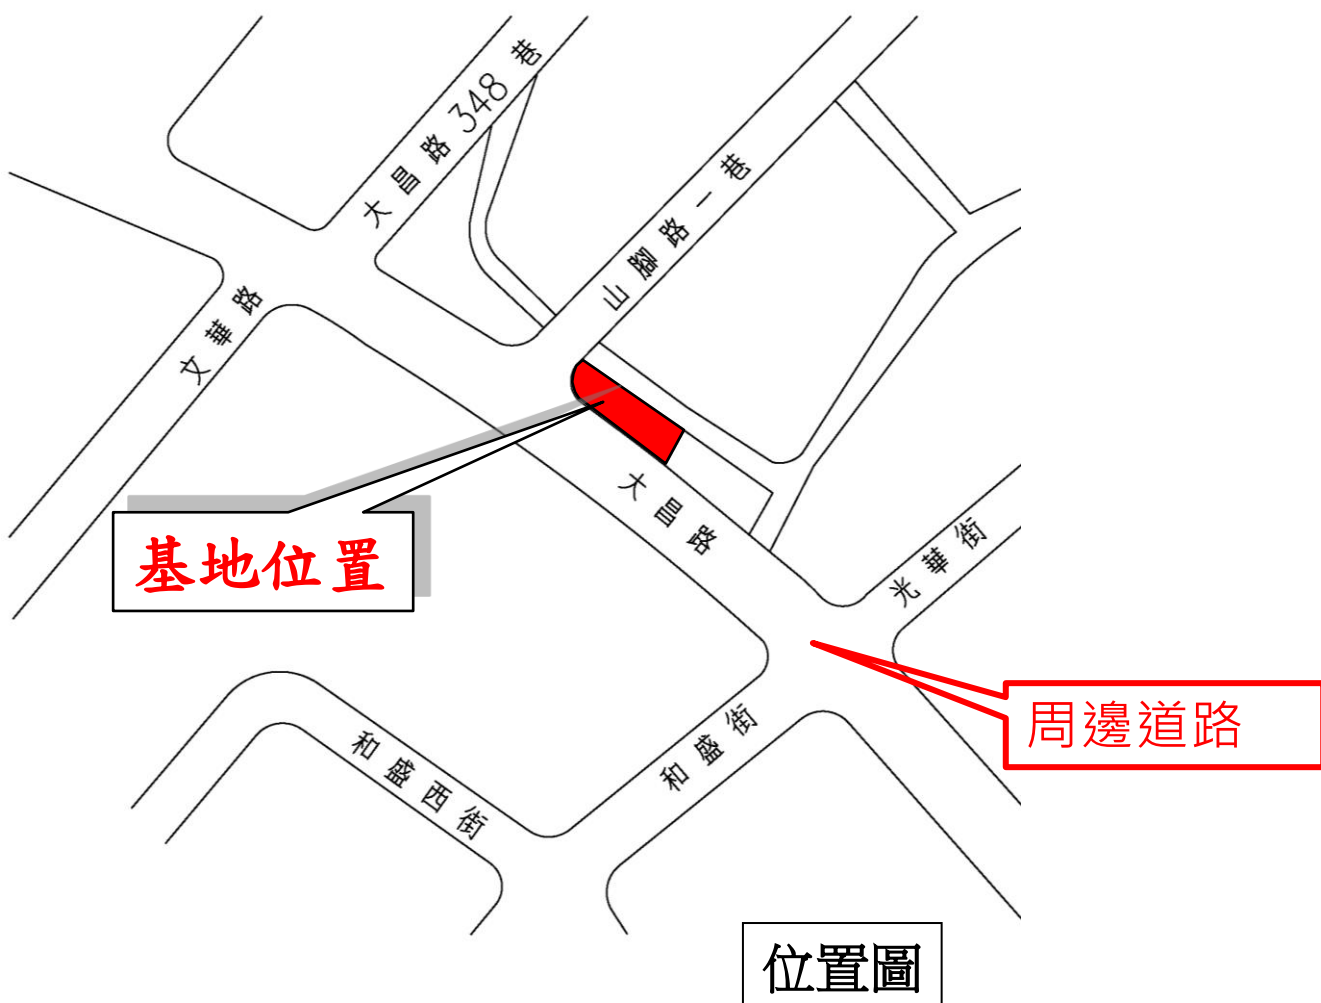 大昌路348巷
山腳路一巷
文華路
大昌路
基地位置
光華街
周邊道路
和盛街
和盛西街
位置圖